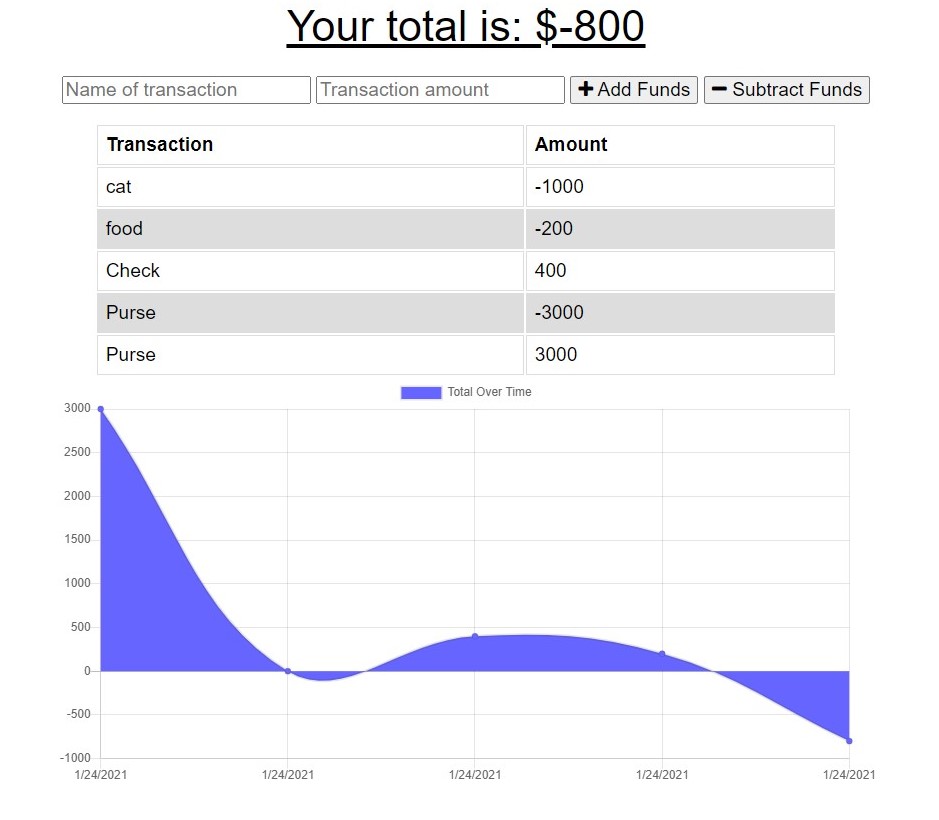 Your total is: $-800
Name of transaction Transaction amount + Add Funds − Subtract Funds
Transaction Amount
cat -1000
food -200
Check 400
Purse -3000
Purse 3000
Total Over Time
3000
2500
2000
1500
1000
500
0
-500
-1000
1/24/2021 1/24/2021 1/24/2021 1/24/2021 1/24/2021